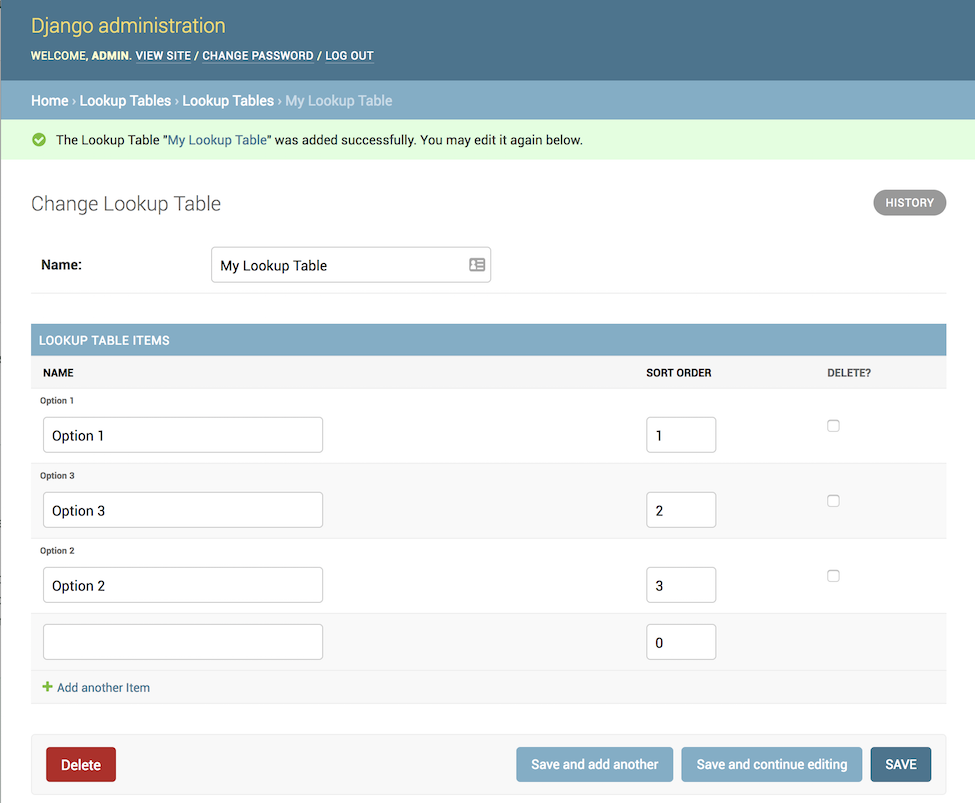 Django administration
WELCOME, ADMIN. VIEW SITE / CHANGE PASSWORD / LOG OUT
Home › Lookup Tables › Lookup Tables › My Lookup Table
The Lookup Table "My Lookup Table" was added successfully. You may edit it again below.
Change Lookup Table
HISTORY
Name:
My Lookup Table
LOOKUP TABLE ITEMS
NAME SORT ORDER DELETE?
Option 1
Option 1 1
Option 3
Option 3 2
Option 2
Option 2 3
0
Add another Item
Delete Save and add another Save and continue editing SAVE